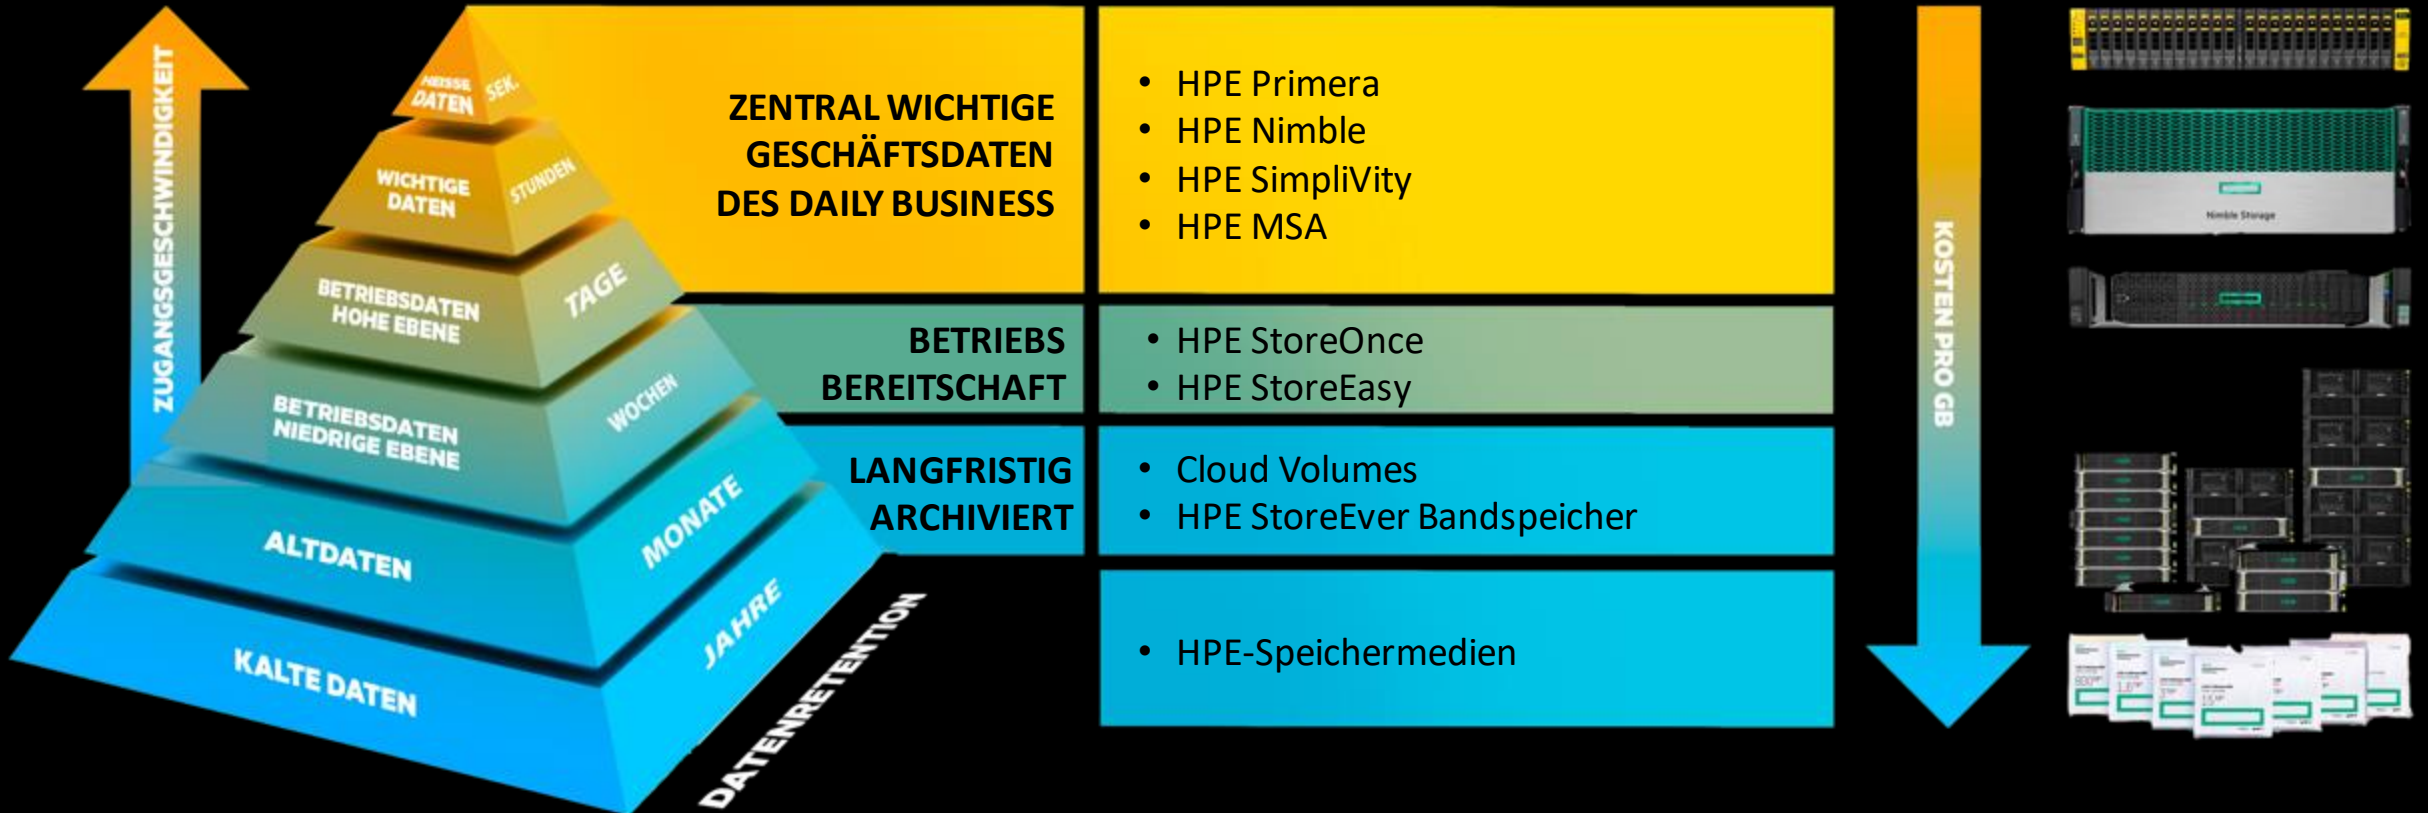 ZUGANGSGESCHWINDIGKEIT
HEISSE
DATEN
SEK.
WICHTIGE
DATEN
STUNDEN
BETRIEBSDATEN
HOHE EBENE
TAGE
BETRIEBSDATEN
NIEDRIGE EBENE
WOCHEN
ALTDATEN
MONATE
KALTE DATEN
JAHRE
DATENRETENTION
ZENTRAL WICHTIGE
GESCHÄFTSDATEN
DES DAILY BUSINESS
• HPE Primera
• HPE Nimble
• HPE SimpliVity
• HPE MSA
BETRIEBS
BEREITSCHAFT
• HPE StoreOnce
• HPE StoreEasy
LANGFRISTIG
ARCHIVIERT
• Cloud Volumes
• HPE StoreEver Bandspeicher
• HPE-Speichermedien
KOSTEN PRO GB
Nimble Storage